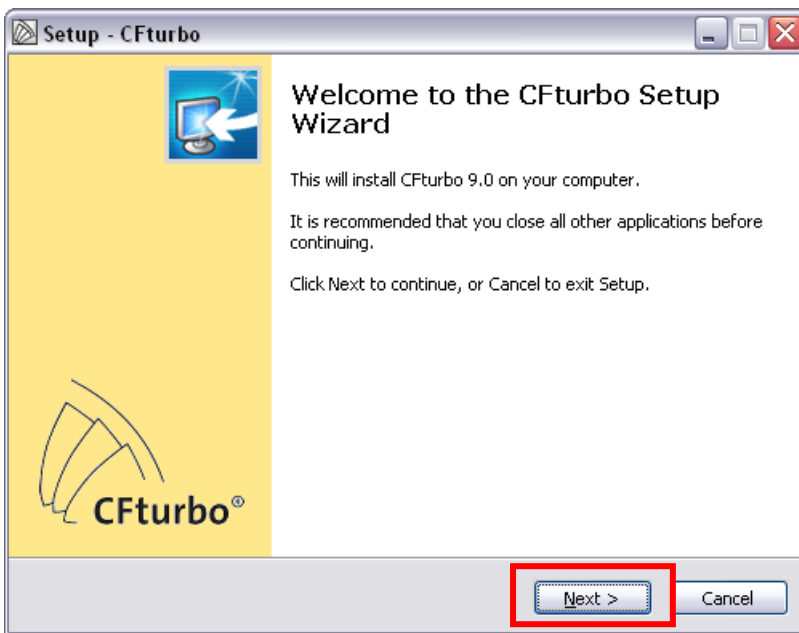 Setup - CFturbo
Welcome to the CFturbo Setup
Wizard
This will install CFturbo 9.0 on your computer.
It is recommended that you close all other applications before
continuing.
Click Next to continue, or Cancel to exit Setup.
CFturbo®
Next >
Cancel